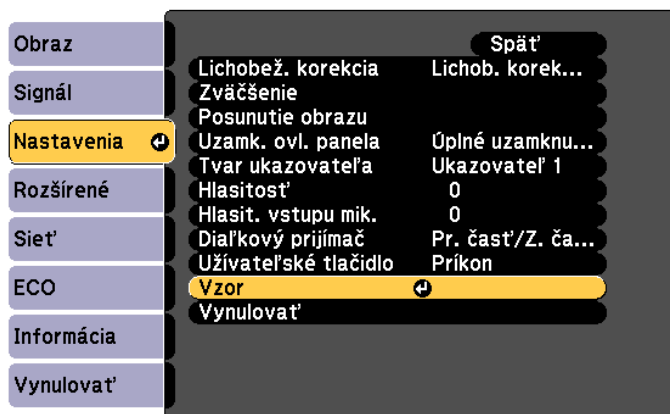 Obraz
Signál
Nastavenia
Rozšírené
Sieť
ECO
Informácia
Vynulovať
Späť
Lichobež. korekcia Lichob. korek...
Zväčšenie
Posunutie obrazu
Uzamk. ovl. panela Úplné uzamknu...
Tvar ukazovateľa Ukazovateľ 1
Hlasitosť 0
Hlasit. vstupu mik. 0
Diaľkový prijímač Pr. časť/Z. ča...
Užívateľské tlačidlo Príkon
Vzor
Vynulovať